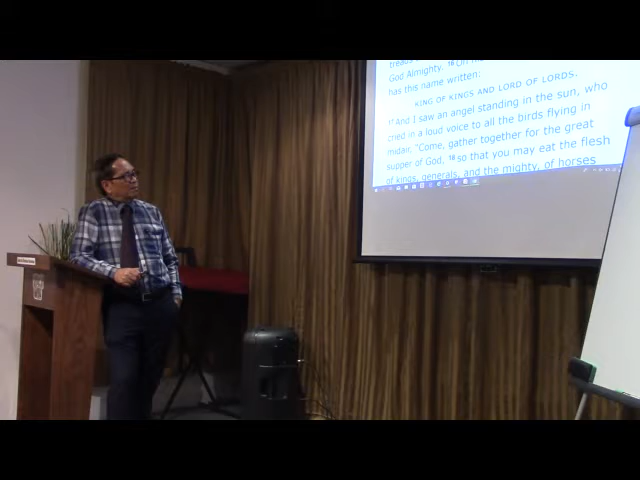 treads
God Almighty. 16 On
has this name written:
KING OF KINGS AND LORD OF LORDS.
17 And I saw an angel standing in the sun, who
cried in a loud voice to all the birds flying in
midair, "Come, gather together for the great
supper of God, 18 so that you may eat the flesh
of kings, generals, and the mighty, of horses